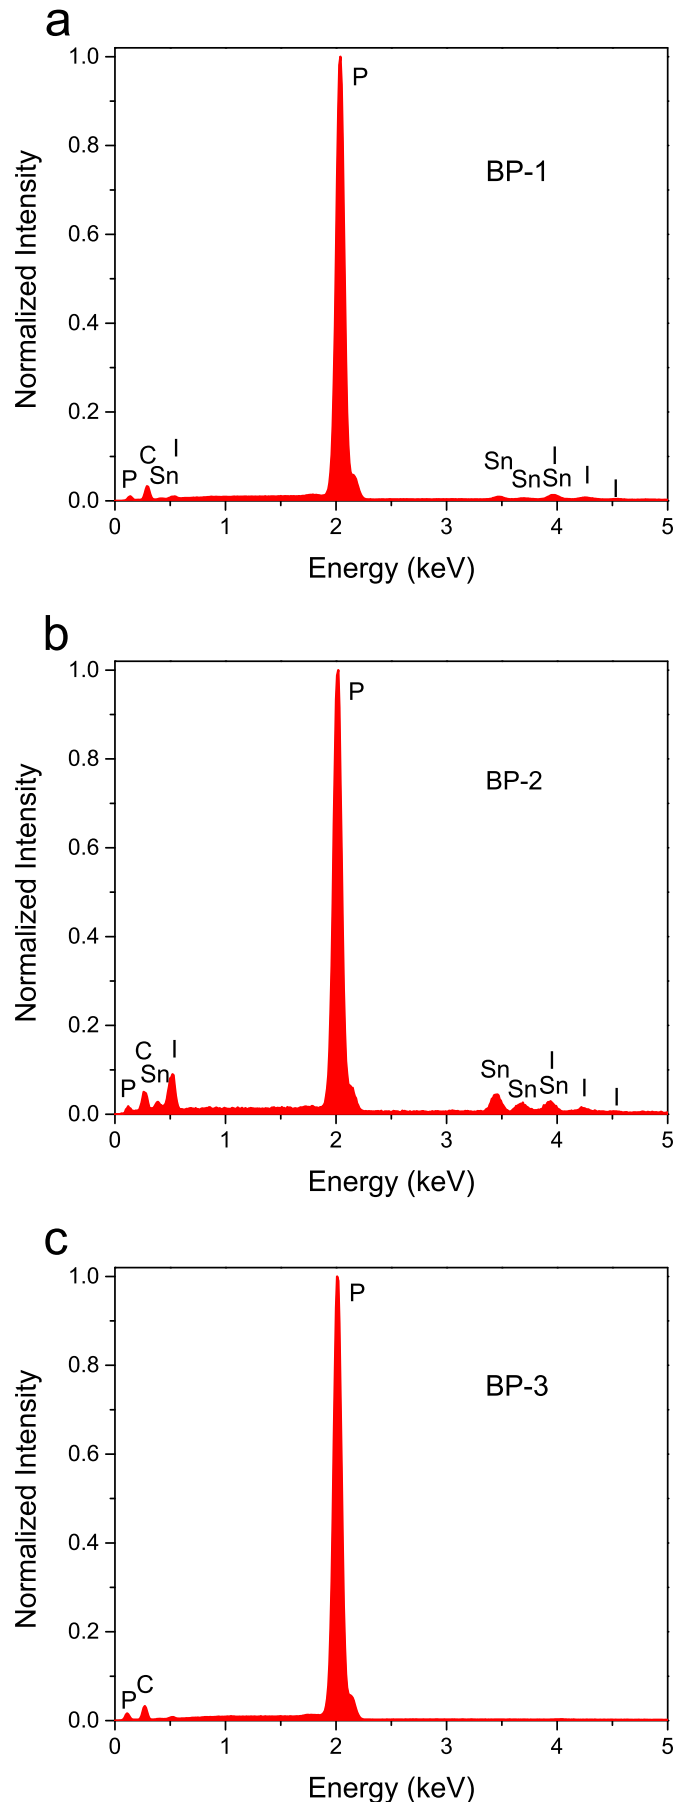 a
Normalized Intensity
1.0
0.8
0.6
0.4
0.2
0.0
P
BP-1
P
C
Sn
I
Sn
Sn
I
Sn
I
I
0 1 2 3 4 5
Energy (keV)
b
Normalized Intensity
1.0
0.8
0.6
0.4
0.2
0.0
P
BP-2
P
C
Sn
I
Sn
Sn
I
Sn
I
I
0 1 2 3 4 5
Energy (keV)
c
Normalized Intensity
1.0
0.8
0.6
0.4
0.2
0.0
P
BP-3
P
C
0 1 2 3 4 5
Energy (keV)